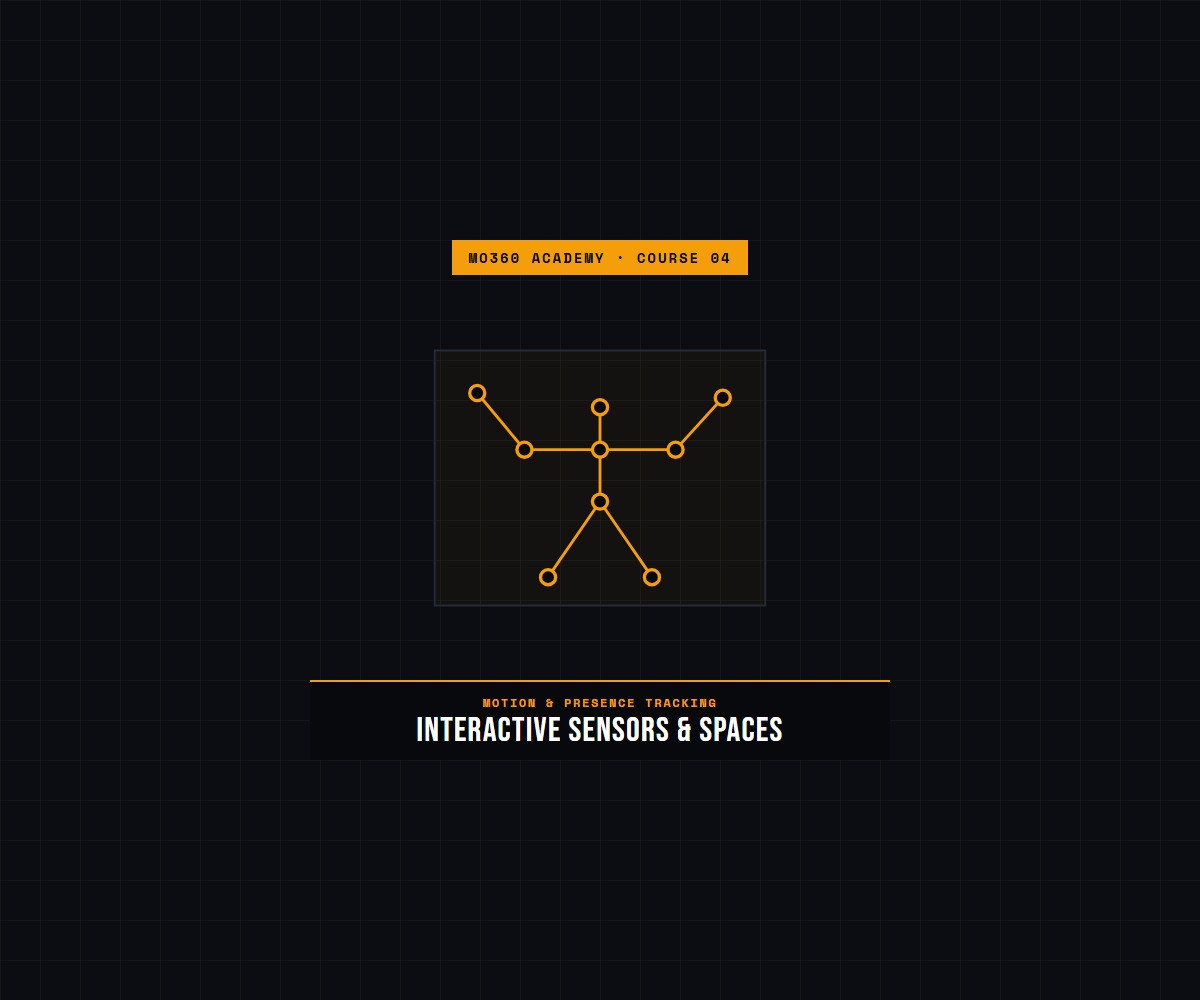 MO360 ACADEMY · COURSE 04
MOTION & PRESENCE TRACKING
INTERACTIVE SENSORS & SPACES